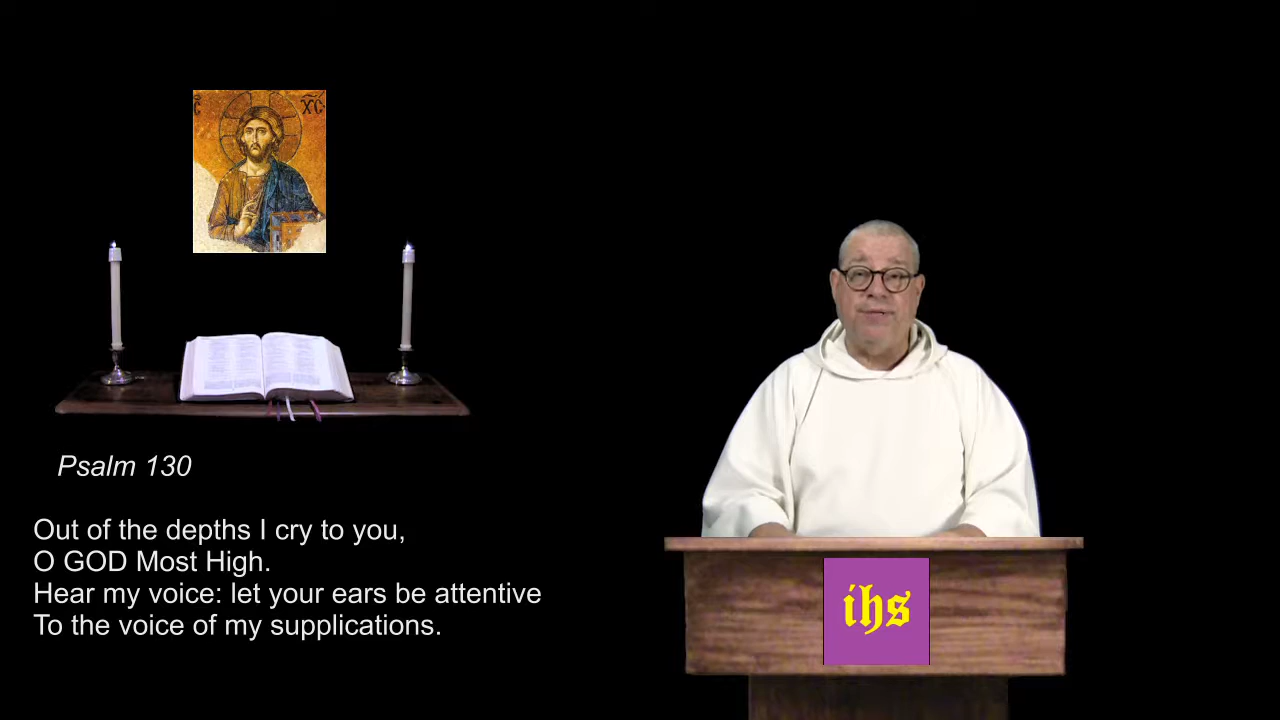 XC
Psalm 130
Out of the depths I cry to you,
O GOD Most High.
Hear my voice: let your ears be attentive
To the voice of my supplications.
ihs